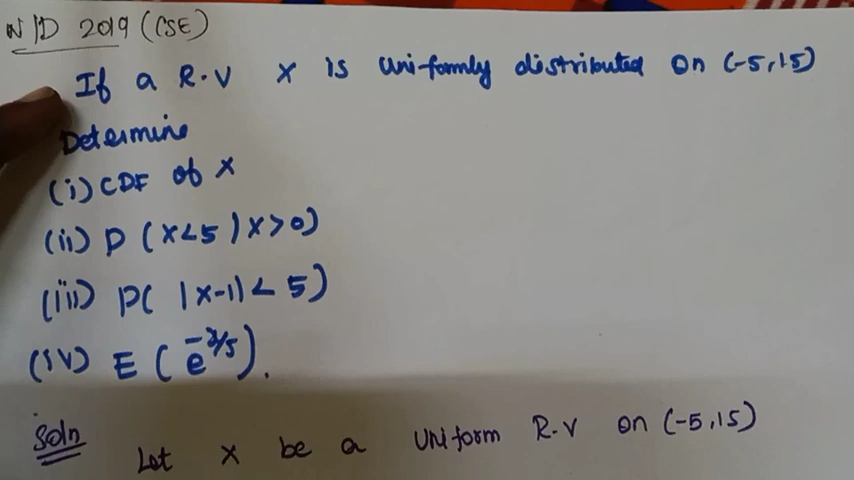 N/D 2019 (CSE)
If a R.V X is uniformly distributed on (-5,15)
Determine
(i) CDF of X
(ii) P (X<5 | X>0)
(iii) P( |X-1| < 5)
(iv) E (e^-x/5).
Soln
Let X be a uniform R.V on (-5,15)